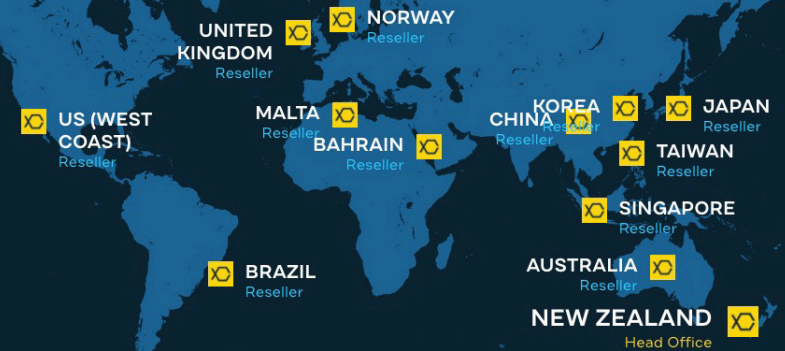 NORWAY
Reseller
UNITED
KINGDOM
Reseller
US (WEST
COAST)
Reseller
MALTA
Reseller
BAHRAIN
Reseller
KOREA
Reseller
CHINA
Reseller
JAPAN
Reseller
TAIWAN
Reseller
SINGAPORE
Reseller
BRAZIL
Reseller
AUSTRALIA
Reseller
NEW ZEALAND
Head Office